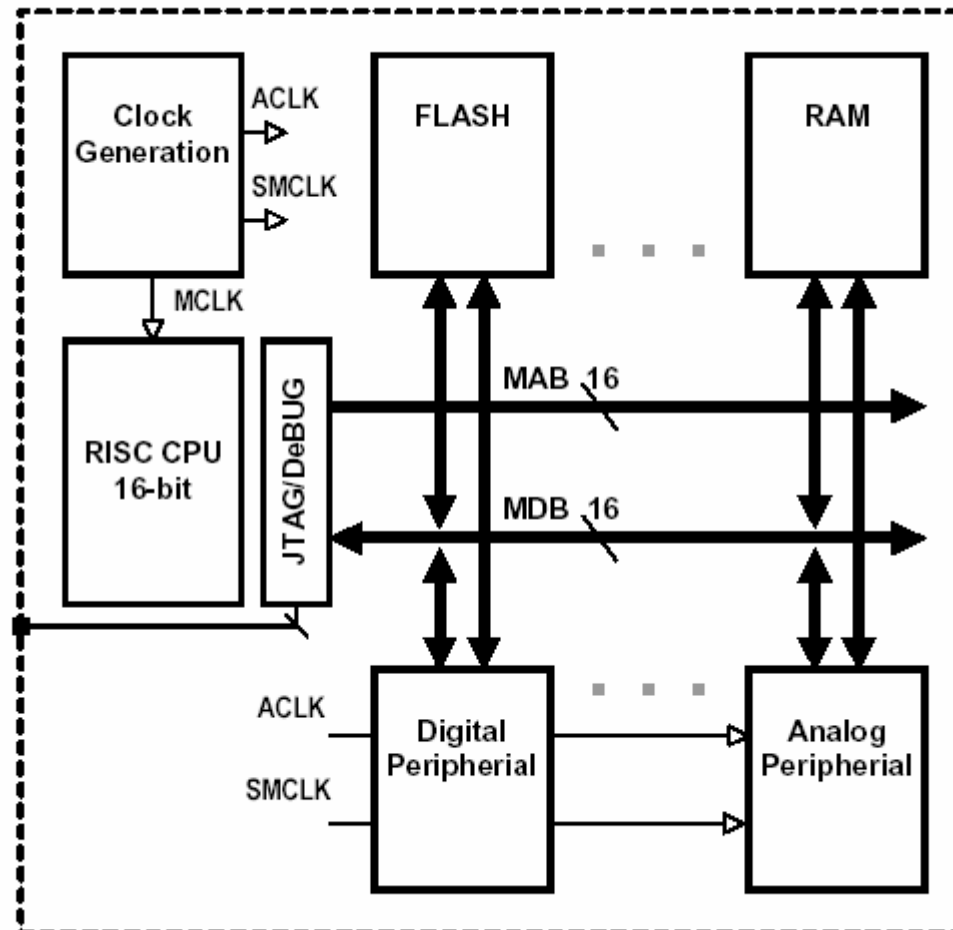 Clock
Generation
ACLK
SMCLK
FLASH
RAM
MCLK
RISC CPU
16-bit
JTAG/DeBUG
MAB 16
MDB 16
ACLK
SMCLK
Digital
Peripherial
Analog
Peripherial